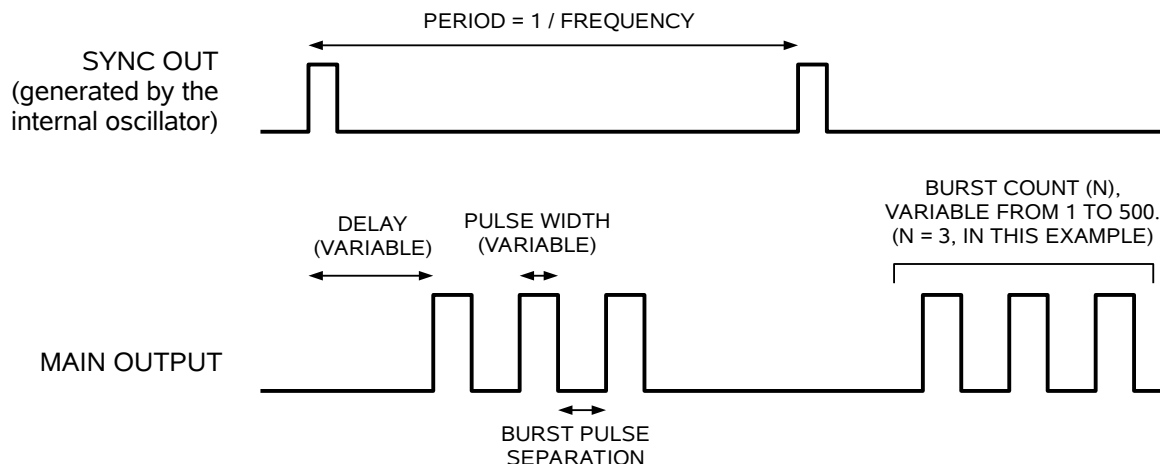 PERIOD = 1 / FREQUENCY
SYNC OUT
(generated by the
internal oscillator)
DELAY
(VARIABLE)
PULSE WIDTH
(VARIABLE)
BURST COUNT (N),
VARIABLE FROM 1 TO 500.
(N = 3, IN THIS EXAMPLE)
MAIN OUTPUT
BURST PULSE
SEPARATION